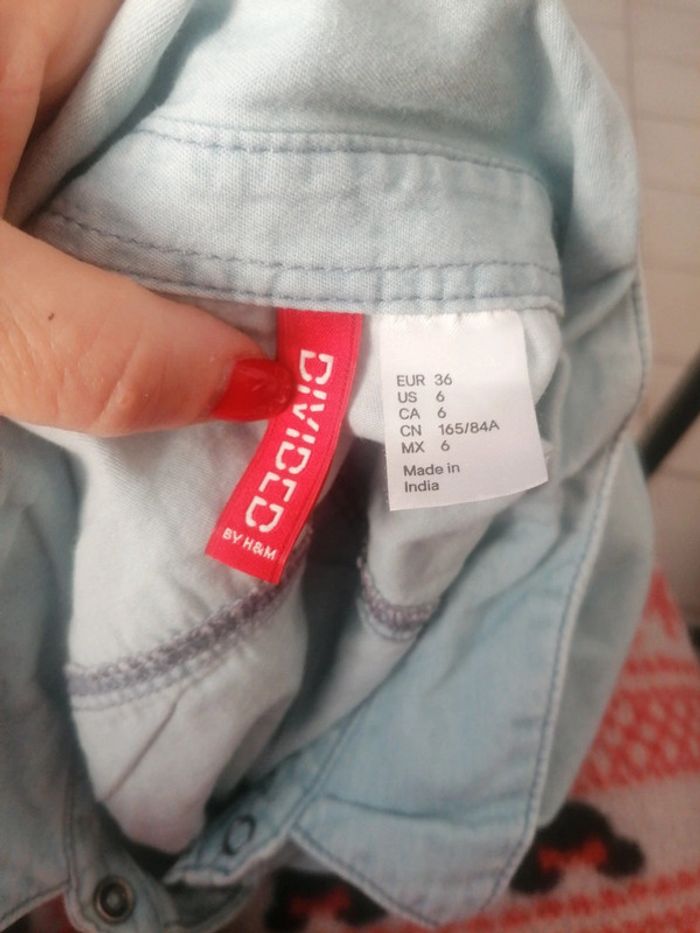 DIVIDED
BY H&M
EUR 36
US 6
CA 6
CN 165/84A
MX 6
Made in
India